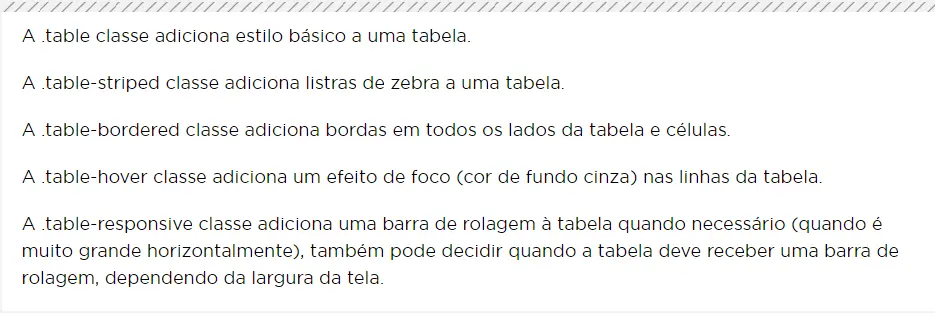 A .table classe adiciona estilo básico a uma tabela.
A .table-striped classe adiciona listras de zebra a uma tabela.
A .table-bordered classe adiciona bordas em todos os lados da tabela e células.
A .table-hover classe adiciona um efeito de foco (cor de fundo cinza) nas linhas da tabela.
A .table-responsive classe adiciona uma barra de rolagem à tabela quando necessário (quando é
muito grande horizontalmente), também pode decidir quando a tabela deve receber uma barra de
rolagem, dependendo da largura da tela.